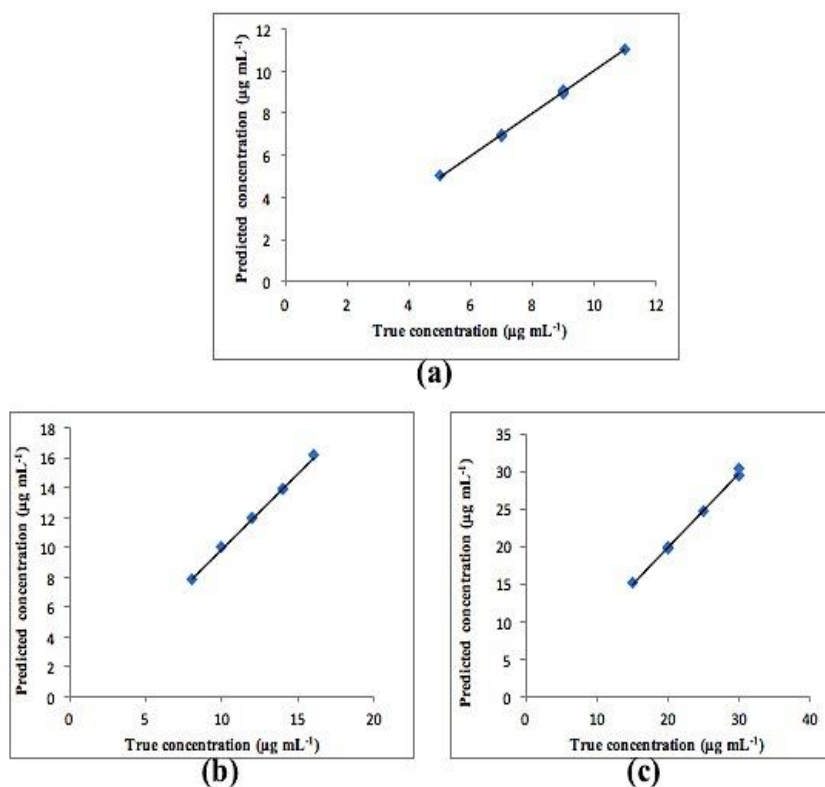 12
10
8
6
4
2
0
Predicted concentration (µg mL⁻¹)
0 2 4 6 8 10 12
True concentration (µg mL⁻¹)
(a)
18
16
14
12
10
8
6
4
2
0
Predicted concentration (µg mL⁻¹)
0 5 10 15 20
True concentration (µg mL⁻¹)
(b)
35
30
25
20
15
10
5
0
Predicted concentration (µg mL⁻¹)
0 10 20 30 40
True concentration (µg mL⁻¹)
(c)